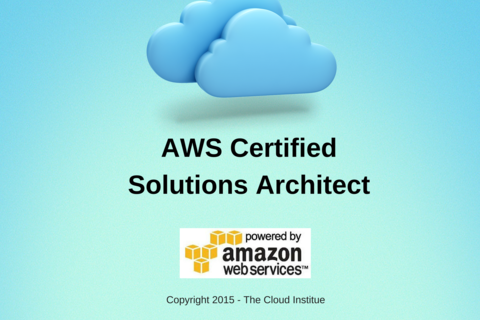 AWS Certified
Solutions Architect
powered by
amazon
web services™
Copyright 2015 - The Cloud Institue